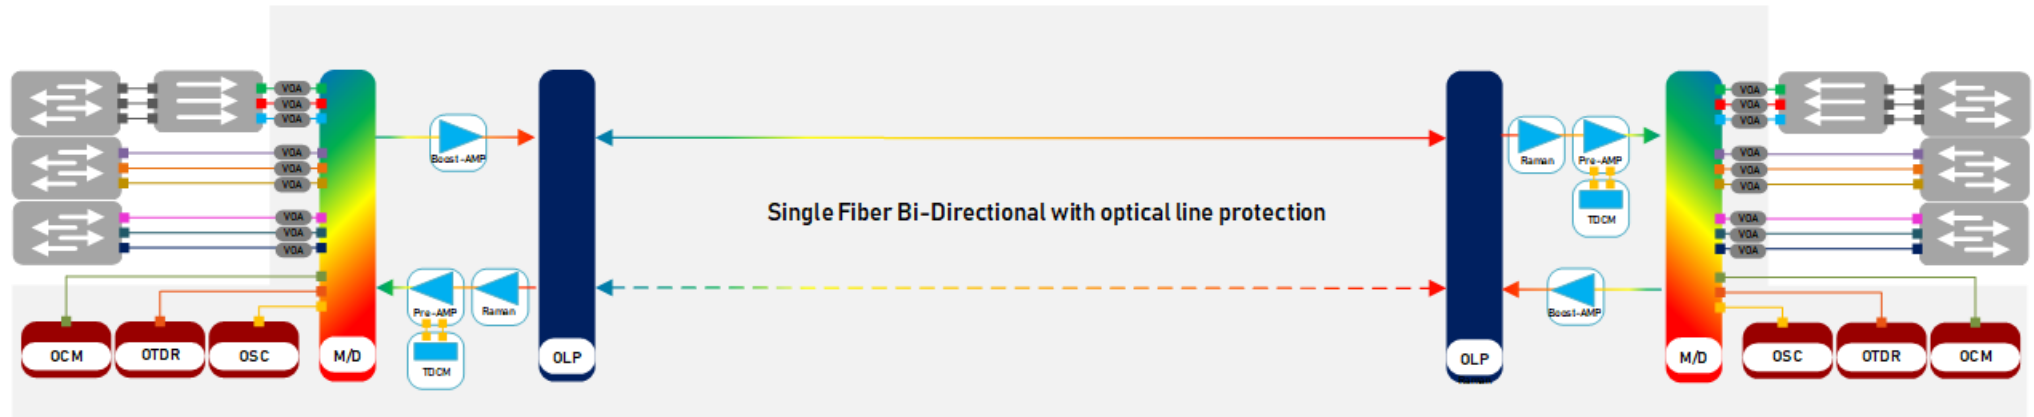 VOA VOA
VOA VOA
VOA VOA
Boost-AMP Raman Pre-AMP
VOA VOA
VOA VOA
VOA VOA
Single Fiber Bi-Directional with optical line protection
TDCM
VOA VOA
VOA VOA
VOA VOA
Pre-AMP Raman Boost-AMP
OCM OTDR OSC M/D OLP OLP M/D OSC OTDR OCM
TDCM